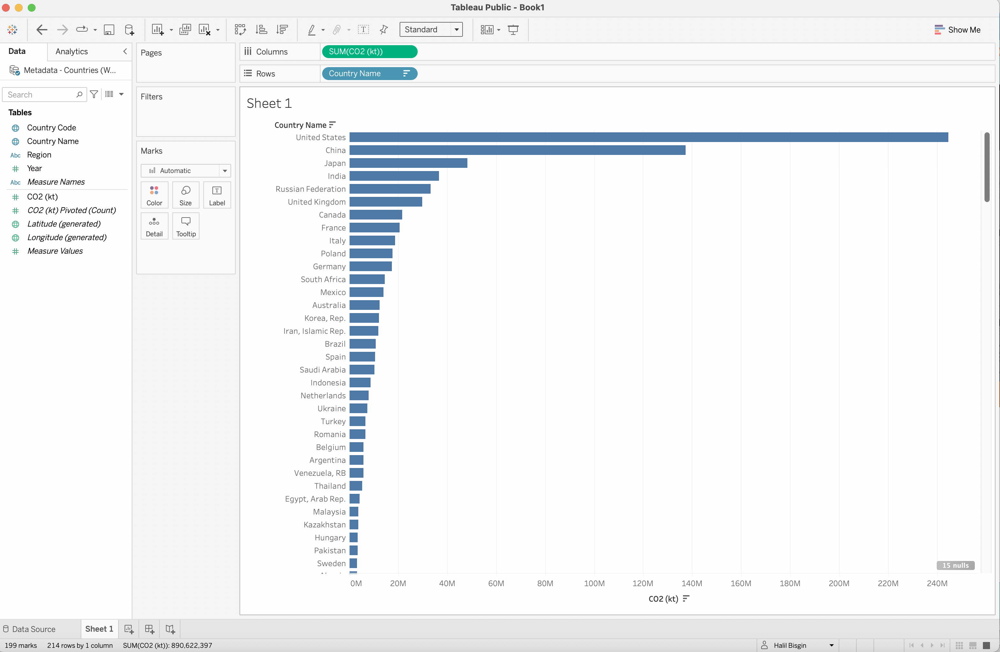 Tableau Public - Book1
Standard
Show Me
Data
Analytics
Metadata - Countries (W...
Search
Tables
Country Code
Country Name
Abc Region
Year
Abc Measure Names
CO2 (kt)
CO2 (kt) Pivoted (Count)
Latitude (generated)
Longitude (generated)
Measure Values
Pages
Filters
Marks
Automatic
Color
Size
Label
Detail
Tooltip
Columns
SUM(CO2 (kt))
Rows
Country Name
Sheet 1
Country Name
United States
China
Japan
India
Russian Federation
United Kingdom
Canada
France
Italy
Poland
Germany
South Africa
Mexico
Australia
Korea, Rep.
Iran, Islamic Rep.
Brazil
Spain
Saudi Arabia
Indonesia
Netherlands
Ukraine
Turkey
Romania
Belgium
Argentina
Venezuela, RB
Thailand
Egypt, Arab Rep.
Malaysia
Kazakhstan
Hungary
Pakistan
Sweden
15 nulls
0M 20M 40M 60M 80M 100M 120M 140M 160M 180M 200M 220M 240M
CO2 (kt)
Data Source
Sheet 1
199 marks 214 rows by 1 column SUM(CO2 (kt)): 890,622,397
Halil Bisgin